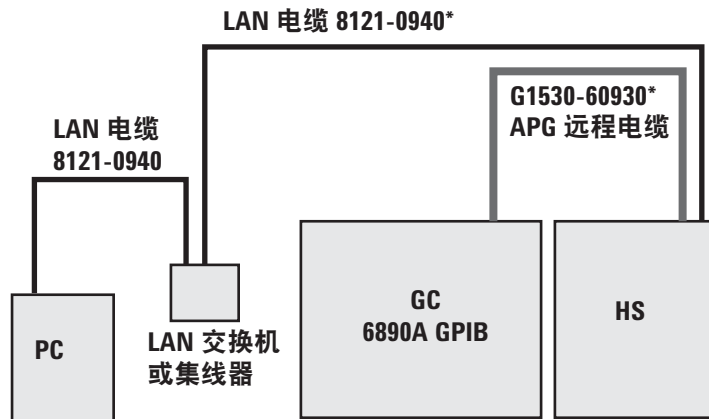 LAN 电缆 8121-0940*
G1530-60930*
APG 远程电缆
LAN 电缆
8121-0940
GC
6890A GPIB
HS
PC
LAN 交换机
或集线器